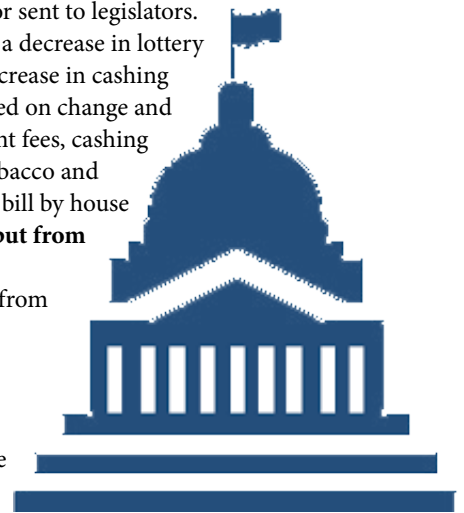 or sent to legislators.
a decrease in lottery
crease in cashing
ed on change and
nt fees, cashing
bacco and
bill by house
out from
from
e